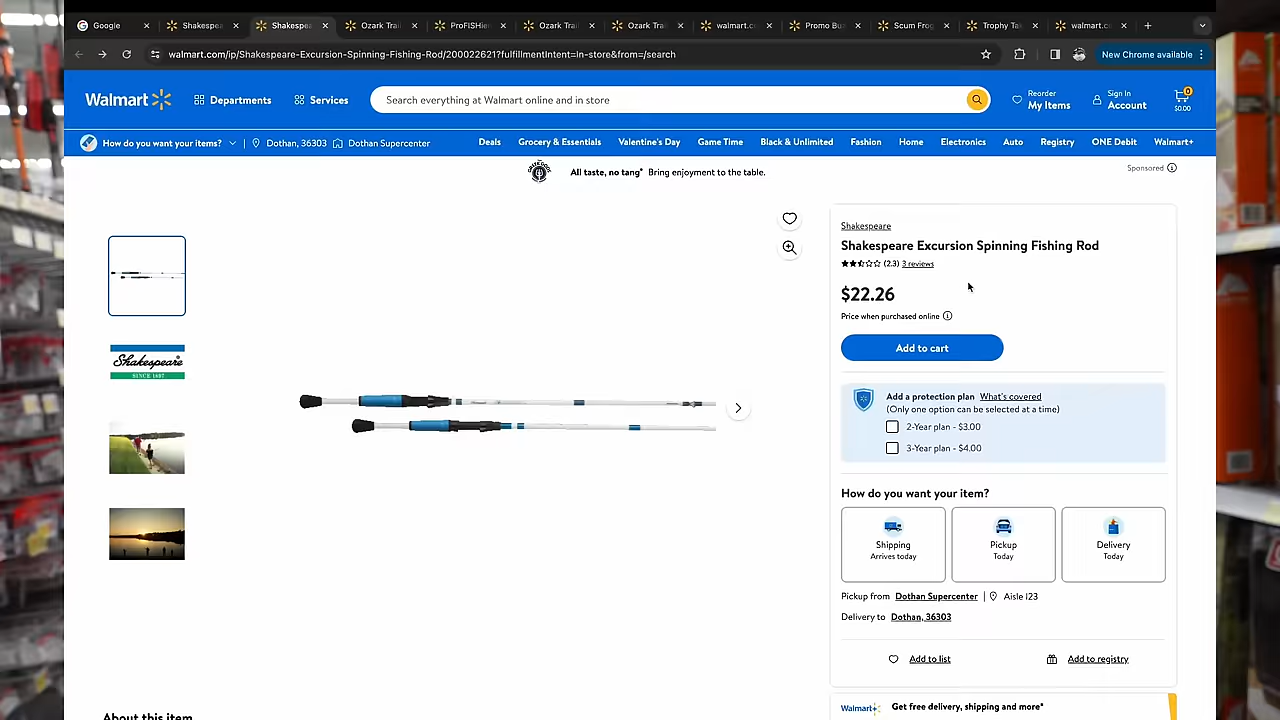 Google
Shakespea
Shakespea
Ozark Trai
ProFISHie
Ozark Trai
Ozark Trai
walmart.c
Promo Bu
Scum Frog
Trophy Ta
walmart.c
walmart.com/ip/Shakespeare-Excursion-Spinning-Fishing-Rod/200022621?fulfillmentIntent=In-store&from=/search
New Chrome available
Walmart
Departments
Services
Search everything at Walmart online and in store
Reorder
My Items
Sign In
Account
0
$0.00
How do you want your items?
Dothan, 36303
Dothan Supercenter
Deals
Grocery & Essentials
Valentine's Day
Game Time
Black & Unlimited
Fashion
Home
Electronics
Auto
Registry
ONE Debit
Walmart+
All taste, no tang* Bring enjoyment to the table.
Sponsored
Shakespeare
Shakespeare Excursion Spinning Fishing Rod
(2.3) 3 reviews
$22.26
Price when purchased online
Add to cart
Add a protection plan What's covered
(Only one option can be selected at a time)
2-Year plan - $3.00
3-Year plan - $4.00
How do you want your item?
Shipping
Arrives today
Pickup
Today
Delivery
Today
Pickup from Dothan Supercenter | Aisle I23
Delivery to Dothan, 36303
Add to list
Add to registry
Walmart+
Get free delivery, shipping and more*
Shakespeare
SINCE 1897
About this item